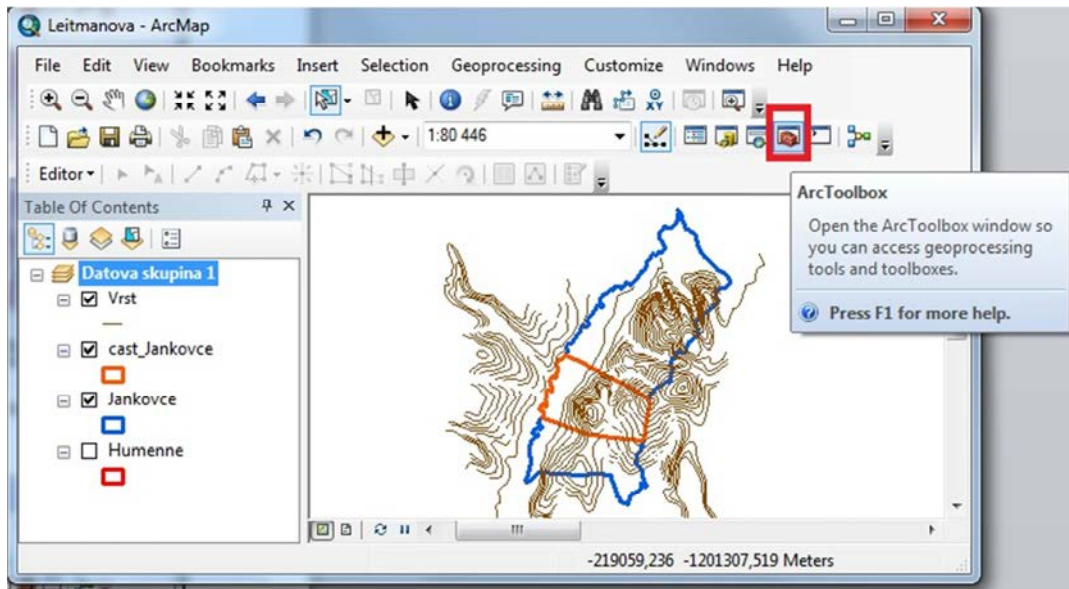 Leitmanova - ArcMap
File Edit View Bookmarks Insert Selection Geoprocessing Customize Windows Help
1:80 446
Editor
Table Of Contents
ArcToolbox
Open the ArcToolbox window so
you can access geoprocessing
tools and toolboxes.
Press F1 for more help.
Datova skupina 1
Vrst
cast_Jankovce
Jankovce
Humenne
-219059,236 -1201307,519 Meters